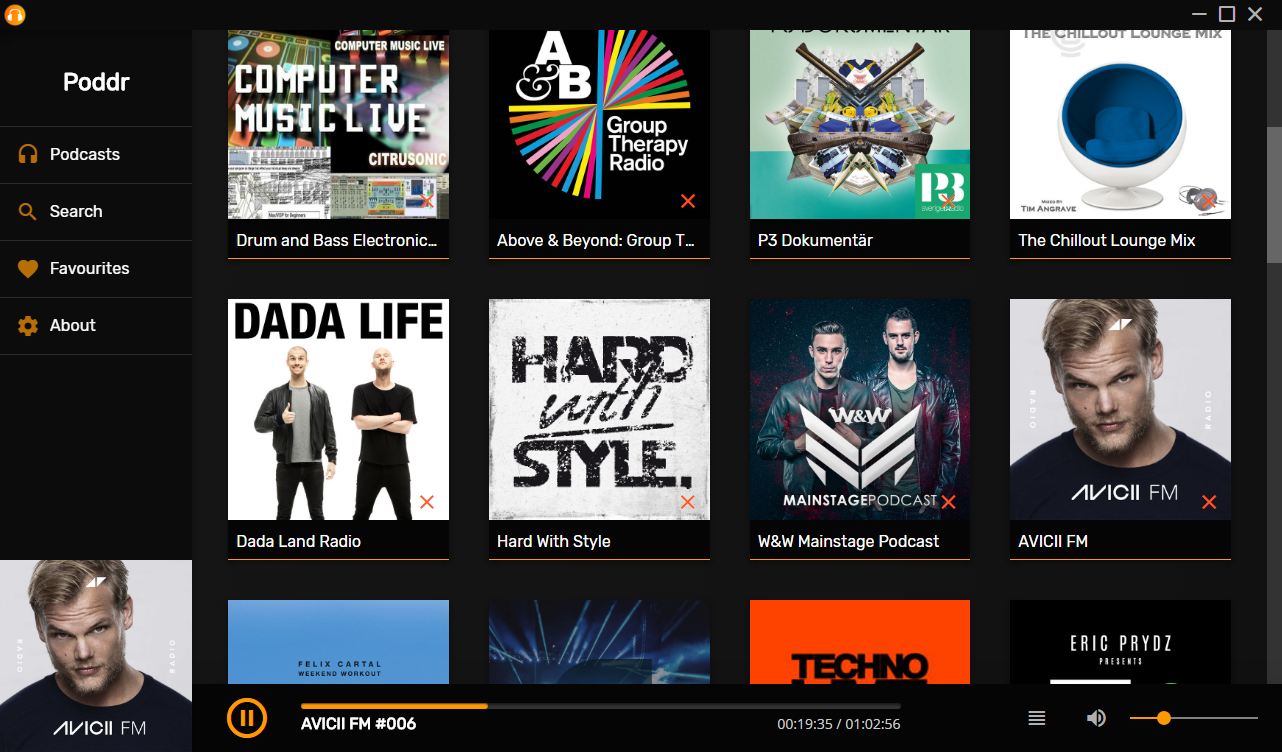 Poddr
Podcasts
Search
Favourites
About
COMPUTER MUSIC LIVE
COMPUTER
MUSIC LIVE
CITRUSONIC
Drum and Bass Electronic...
A
&B
Group
Therapy
Radio
Above & Beyond: Group T...
P3
sverigesradio
P3 Dokumentär
THE CHILLOUT LOUNGE MIX
MIXED BY
TIM ANGRAVE
The Chillout Lounge Mix
DADA LIFE
Dada Land Radio
HARD
with
STYLE.
Hard With Style
W&W
MAINSTAGEPODCAST
W&W Mainstage Podcast
RADIO
RADIO
AVICII FM
AVICII FM
FELIX CARTAL
WEEKEND WORKOUT
TECHNO
ERIC PRYDZ
PRESENTS
RADIO
RADIO
AVICII FM
AVICII FM #006
00:19:35 / 01:02:56